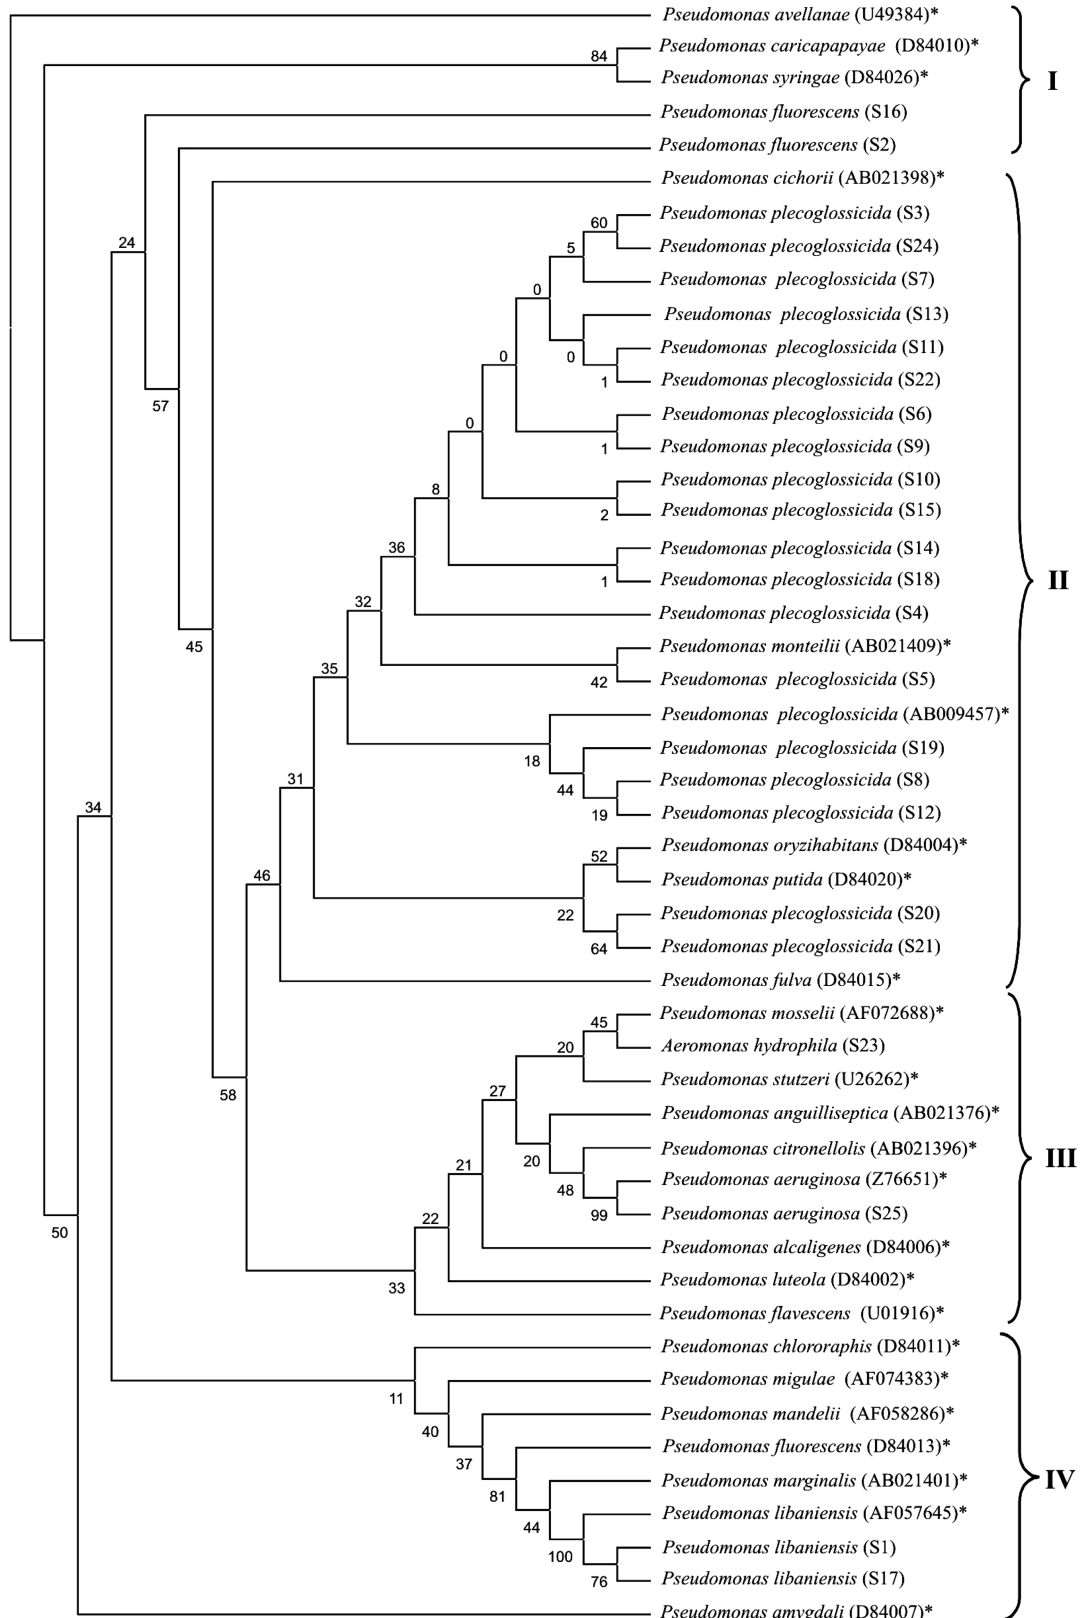 Pseudomonas avellanae (U49384)*
84
Pseudomonas caricapapayae (D84010)*
Pseudomonas syringae (D84026)*
I
Pseudomonas fluorescens (S16)
Pseudomonas fluorescens (S2)
Pseudomonas cichorii (AB021398)*
60
Pseudomonas plecoglossicida (S3)
24
5
Pseudomonas plecoglossicida (S24)
0
Pseudomonas plecoglossicida (S7)
Pseudomonas plecoglossicida (S13)
0
0
Pseudomonas plecoglossicida (S11)
1
Pseudomonas plecoglossicida (S22)
57
0
Pseudomonas plecoglossicida (S6)
1
Pseudomonas plecoglossicida (S9)
8
Pseudomonas plecoglossicida (S10)
2
Pseudomonas plecoglossicida (S15)
36
Pseudomonas plecoglossicida (S14)
1
Pseudomonas plecoglossicida (S18)
II
32
Pseudomonas plecoglossicida (S4)
45
Pseudomonas monteilii (AB021409)*
35
42
Pseudomonas plecoglossicida (S5)
Pseudomonas plecoglossicida (AB009457)*
18
Pseudomonas plecoglossicida (S19)
31
44
Pseudomonas plecoglossicida (S8)
34
19
Pseudomonas plecoglossicida (S12)
52
Pseudomonas oryzihabitans (D84004)*
46
Pseudomonas putida (D84020)*
22
Pseudomonas plecoglossicida (S20)
64
Pseudomonas plecoglossicida (S21)
Pseudomonas fulva (D84015)*
45
Pseudomonas mosselii (AF072688)*
20
Aeromonas hydrophila (S23)
58
27
Pseudomonas stutzeri (U26262)*
Pseudomonas anguilliseptica (AB021376)*
21
20
Pseudomonas citronellolis (AB021396)*
III
48
Pseudomonas aeruginosa (Z76651)*
50
22
99
Pseudomonas aeruginosa (S25)
Pseudomonas alcaligenes (D84006)*
33
Pseudomonas luteola (D84002)*
Pseudomonas flavescens (U01916)*
Pseudomonas chlororaphis (D84011)*
11
Pseudomonas migulae (AF074383)*
40
Pseudomonas mandelii (AF058286)*
37
Pseudomonas fluorescens (D84013)*
81
Pseudomonas marginalis (AB021401)*
IV
44
Pseudomonas libaniensis (AF057645)*
100
Pseudomonas libaniensis (S1)
76
Pseudomonas libaniensis (S17)
Pseudomonas amygdali (D84007)*